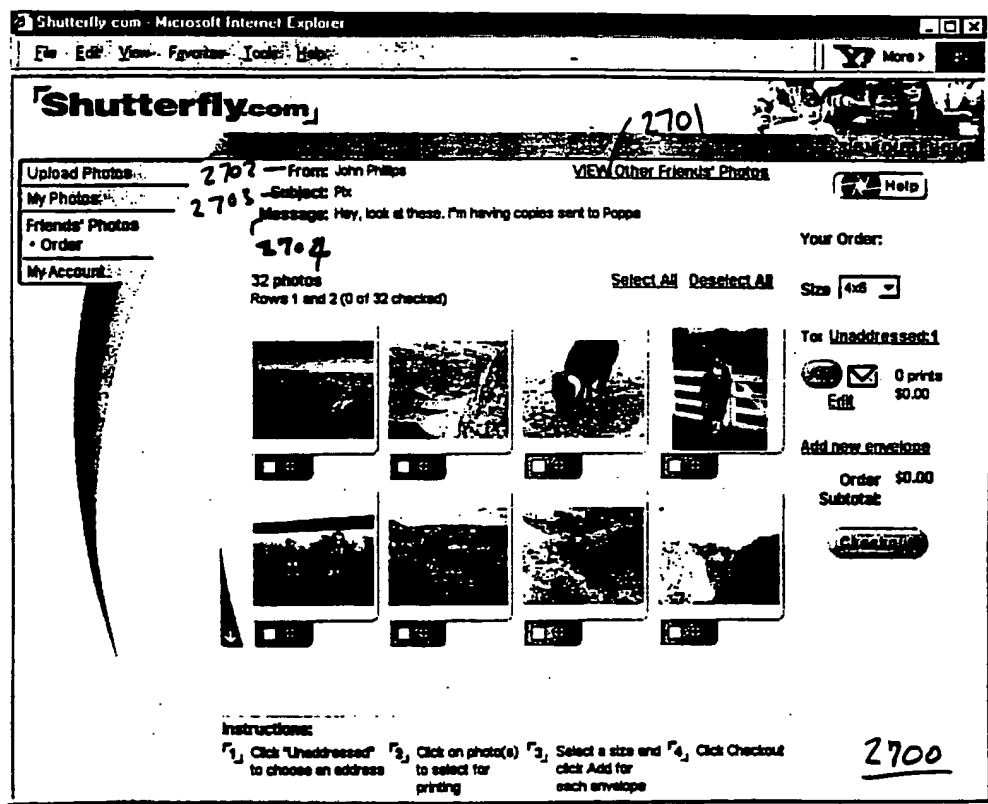 Shutterfly.com - Microsoft Internet Explorer
File Edit View Favorites Tools Help
More >
Shutterfly.com
2701
Upload Photos
My Photos
Friends' Photos
• Order
My Account
2702
From: John Phillips
VIEW Other Friends' Photos
Help
2703
Subject: Pix
Message: Hey, look at these. I'm having copies sent to Poppa
2704
Your Order:
32 photos
Select All Deselect All
Size 4x6
Rows 1 and 2 (0 of 32 checked)
To: Unaddressed:1
0 prints
Edit $0.00
Add new envelope
Order $0.00
Subtotal:
Checkout
Instructions:
1 Click "Unaddressed" to choose an address
2 Click on photo(s) to select for printing
3 Select a size and click Add for each envelope
4 Click Checkout
2700